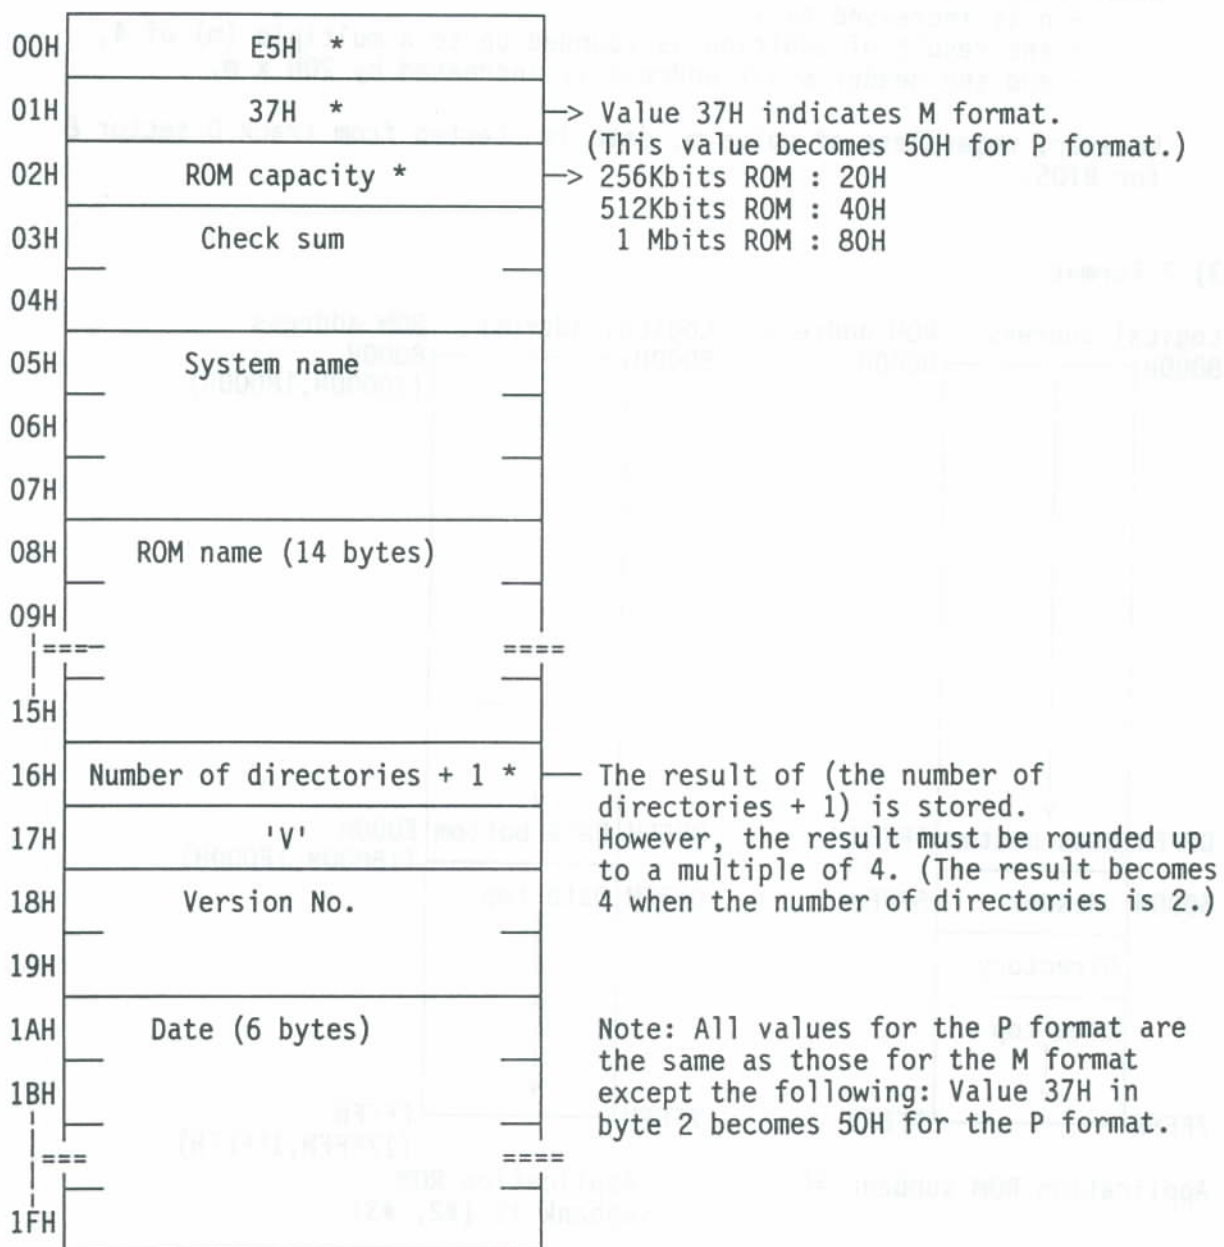 00H E5H *
01H 37H * —> Value 37H indicates M format.
(This value becomes 50H for P format.)
02H ROM capacity * —> 256Kbits ROM : 20H
512Kbits ROM : 40H
03H Check sum 1 Mbits ROM : 80H
04H
05H System name
06H
07H
08H ROM name (14 bytes)
09H
15H
16H Number of directories + 1 * — The result of (the number of
directories + 1) is stored.
17H 'V' However, the result must be rounded up
to a multiple of 4. (The result becomes
18H Version No. 4 when the number of directories is 2.)
19H
1AH Date (6 bytes) Note: All values for the P format are
the same as those for the M format
1BH except the following: Value 37H in
byte 2 becomes 50H for the P format.
1FH